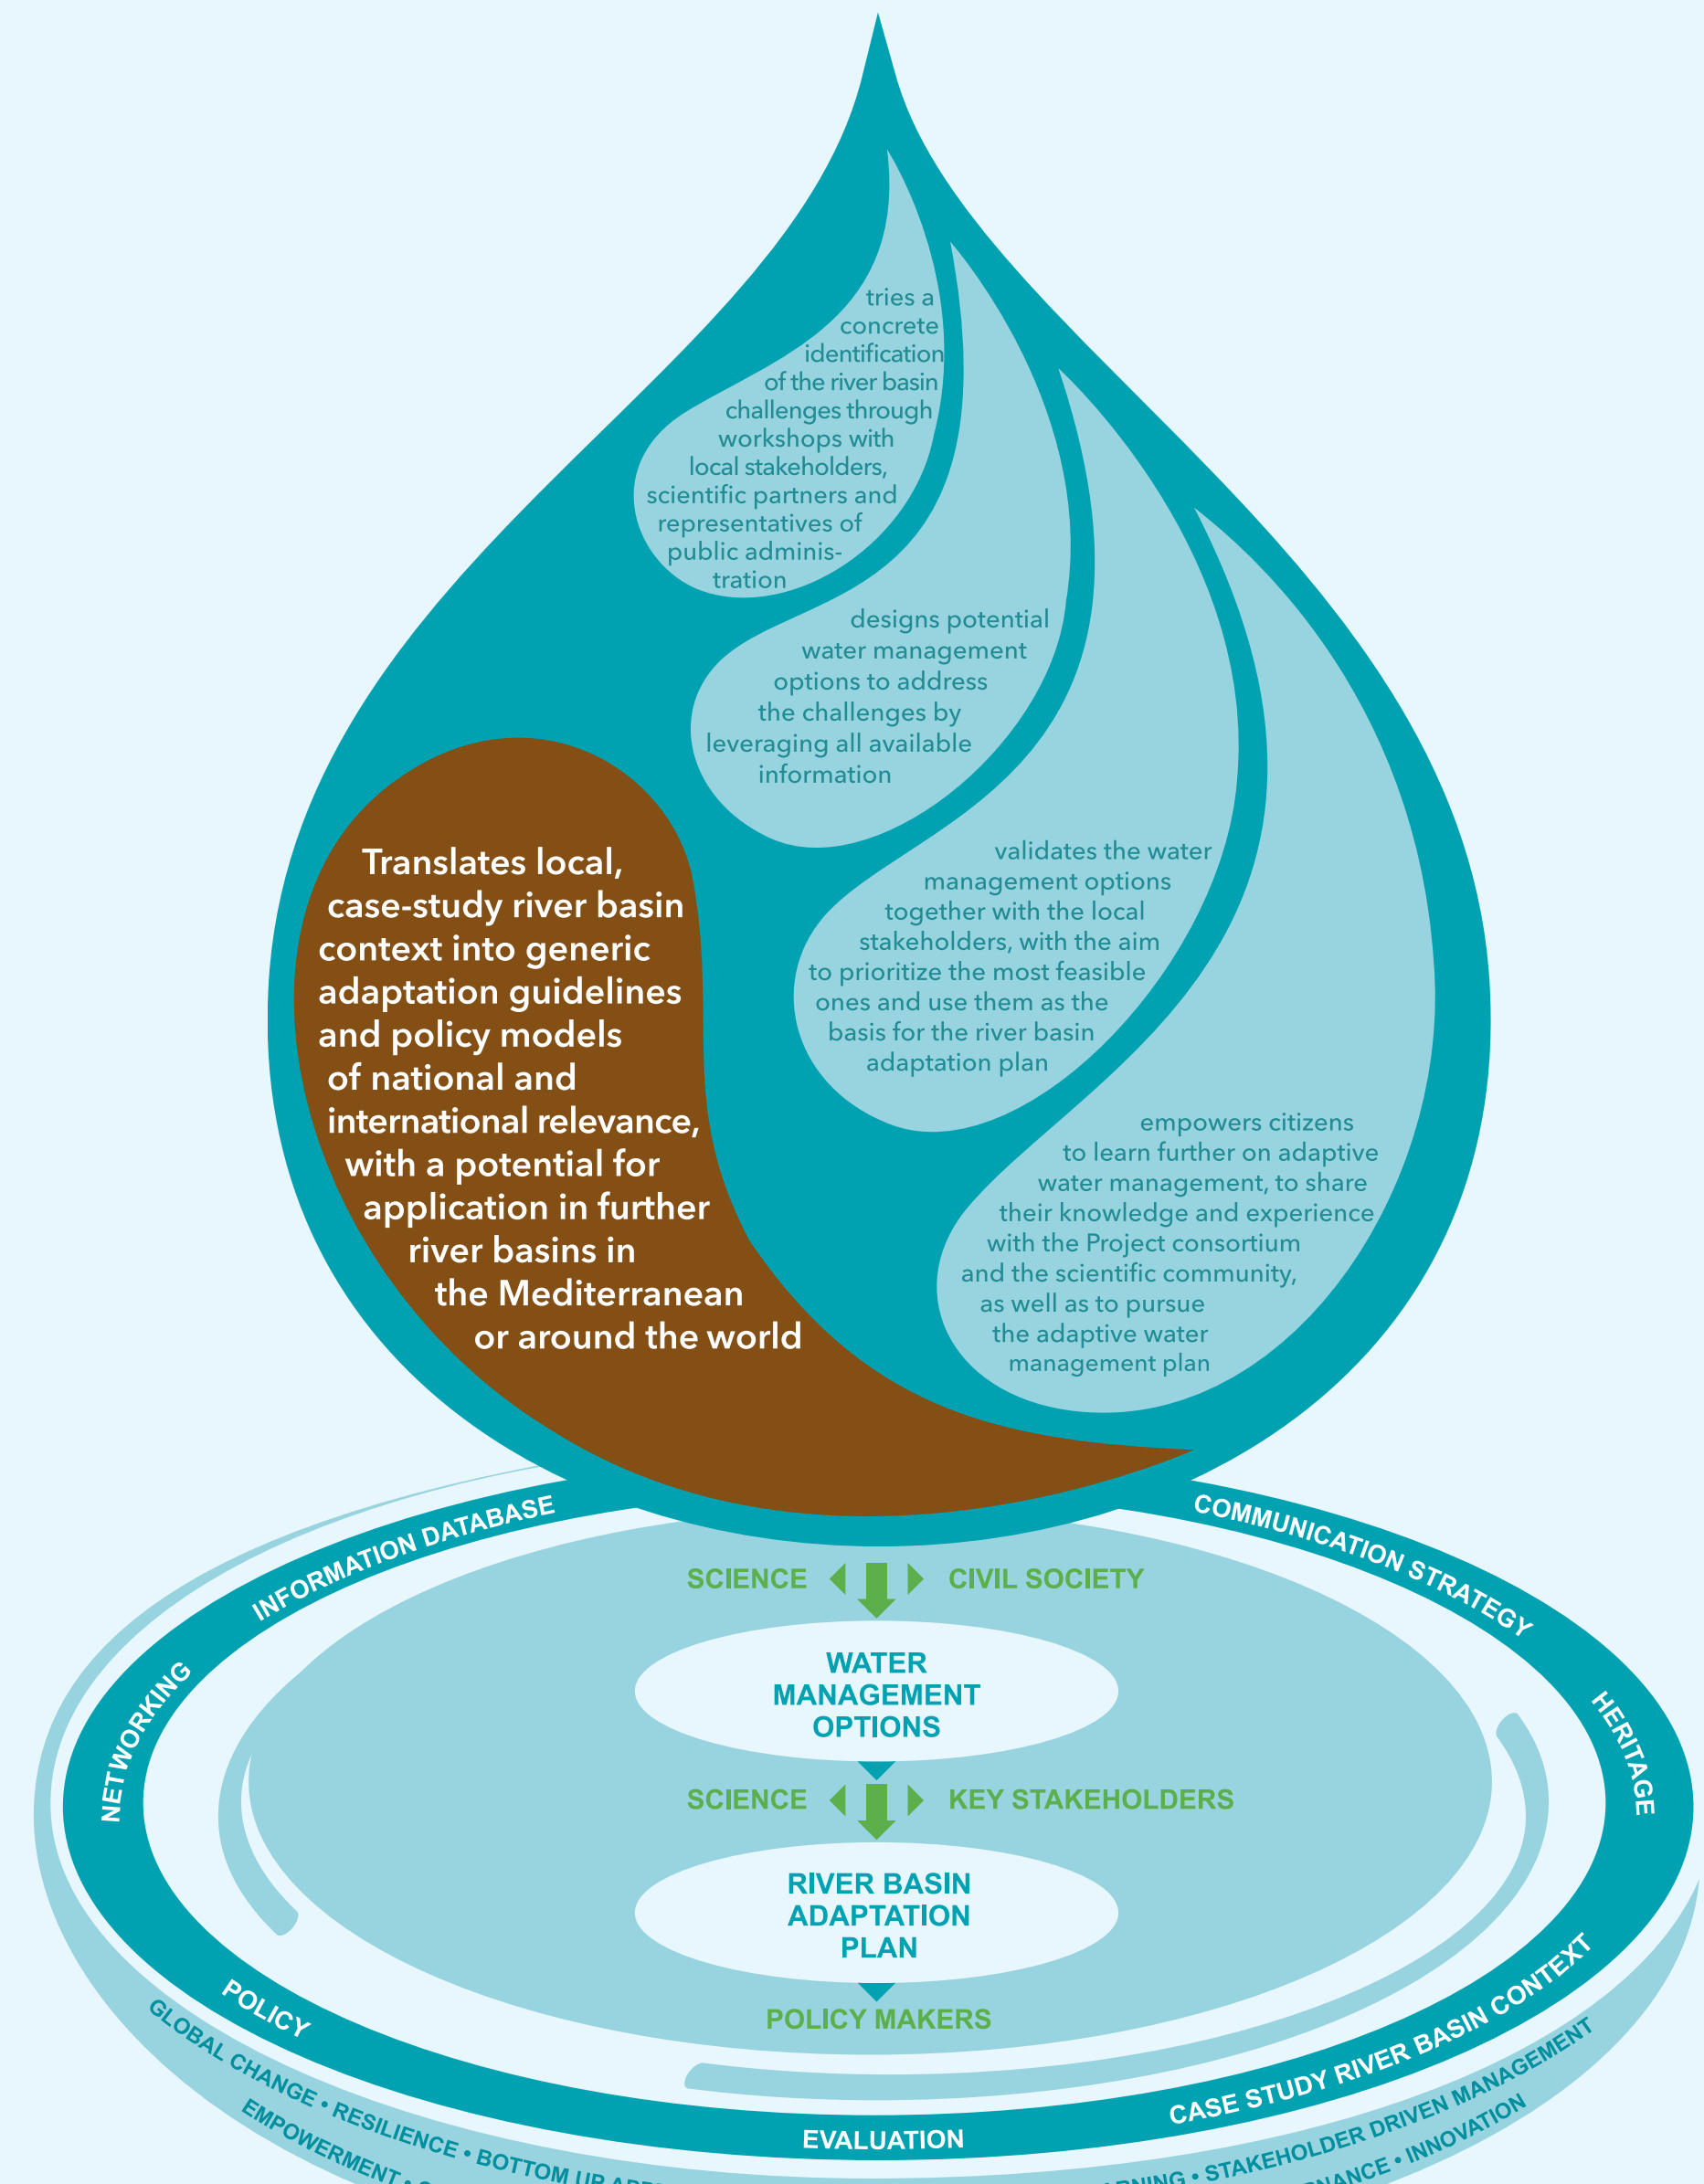 tries a
concrete
identification
of the river basin
challenges through
workshops with
local stakeholders,
scientific partners and
representatives of
public adminis-
tration
designs potential
water management
options to address
the challenges by
leveraging all available
information
validates the water
management options
together with the local
stakeholders, with the aim
to prioritize the most feasible
ones and use them as the
basis for the river basin
adaptation plan
empowers citizens
to learn further on adaptive
water management, to share
their knowledge and experience
with the Project consortium
and the scientific community,
as well as to pursue
the adaptive water
management plan
Translates local,
case-study river basin
context into generic
adaptation guidelines
and policy models
of national and
international relevance,
with a potential for
application in further
river basins in
the Mediterranean
or around the world
INFORMATION DATABASE
COMMUNICATION STRATEGY
NETWORKING
HERITAGE
SCIENCE CIVIL SOCIETY
WATER
MANAGEMENT
OPTIONS
SCIENCE KEY STAKEHOLDERS
RIVER BASIN
ADAPTATION
PLAN
POLICY MAKERS
POLICY
CASE STUDY RIVER BASIN CONTEXT
EVALUATION
GLOBAL CHANGE • RESILIENCE • BOTTOM UP
• STAKEHOLDER DRIVEN MANAGEMENT
EMPOWERMENT •
• INNOVATION